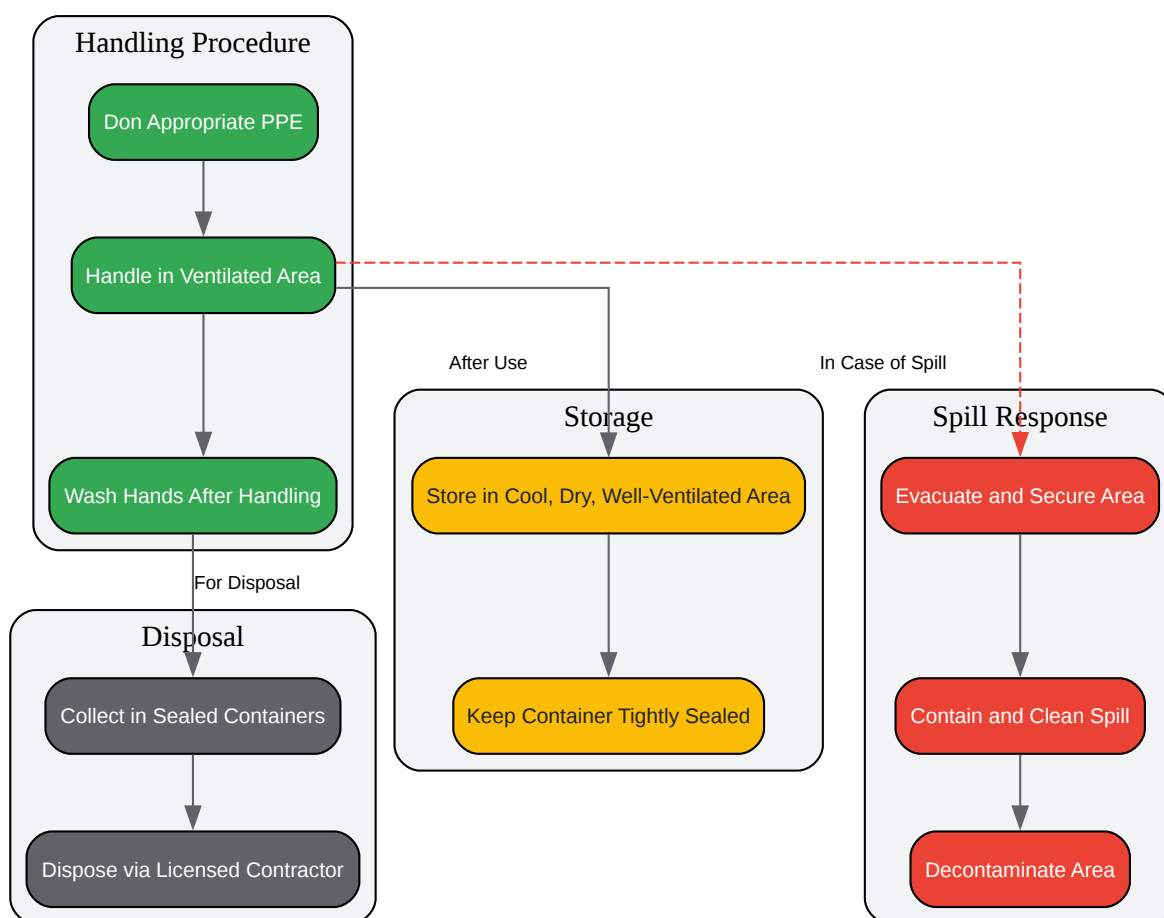 Handling Procedure
Don Appropriate PPE
Handle in Ventilated Area
Wash Hands After Handling
After Use
In Case of Spill
Storage
Store in Cool, Dry, Well-Ventilated Area
Keep Container Tightly Sealed
Spill Response
Evacuate and Secure Area
Contain and Clean Spill
Decontaminate Area
For Disposal
Disposal
Collect in Sealed Containers
Dispose via Licensed Contractor